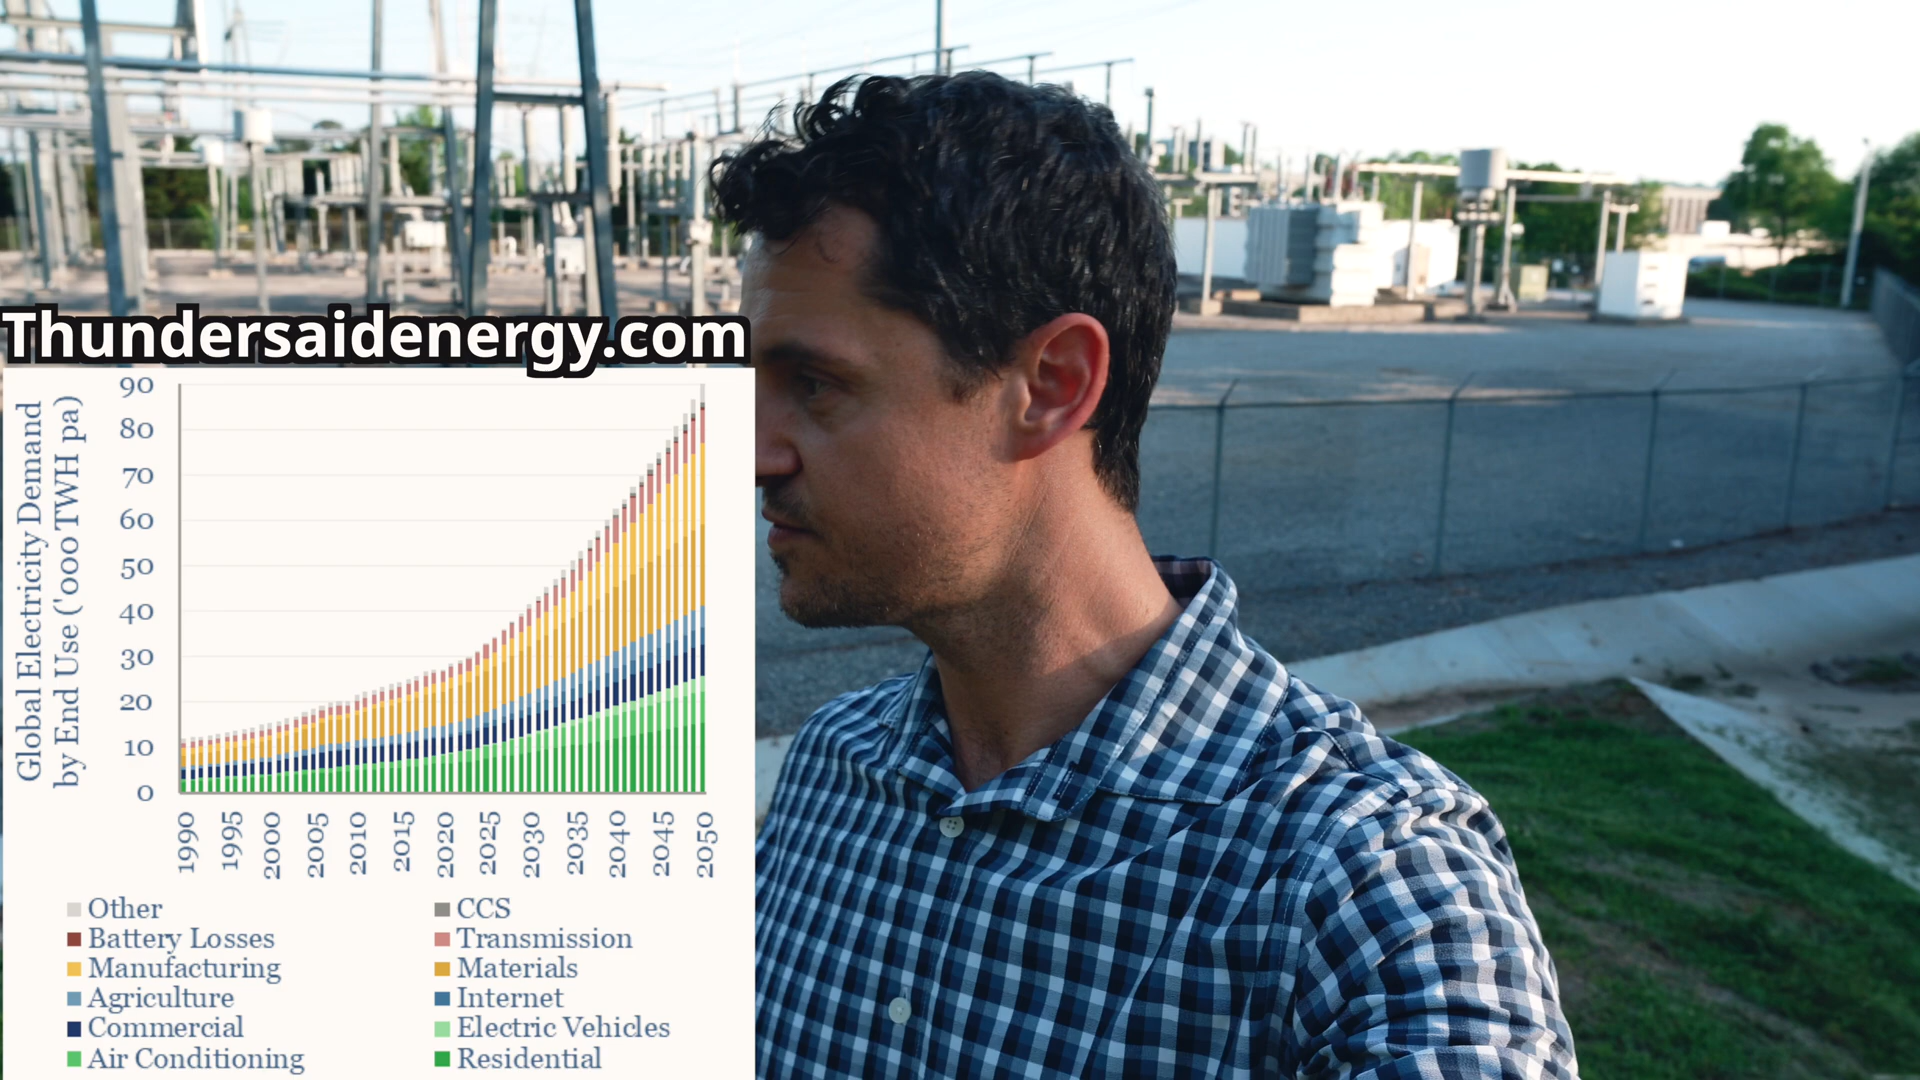 Thundersaidenergy.com
Global Electricity Demand
by End Use ('000 TWH pa)
90
80
70
60
50
40
30
20
10
0
1990
1995
2000
2005
2010
2015
2020
2025
2030
2035
2040
2045
2050
Other
CCS
Battery Losses
Transmission
Manufacturing
Materials
Agriculture
Internet
Commercial
Electric Vehicles
Air Conditioning
Residential